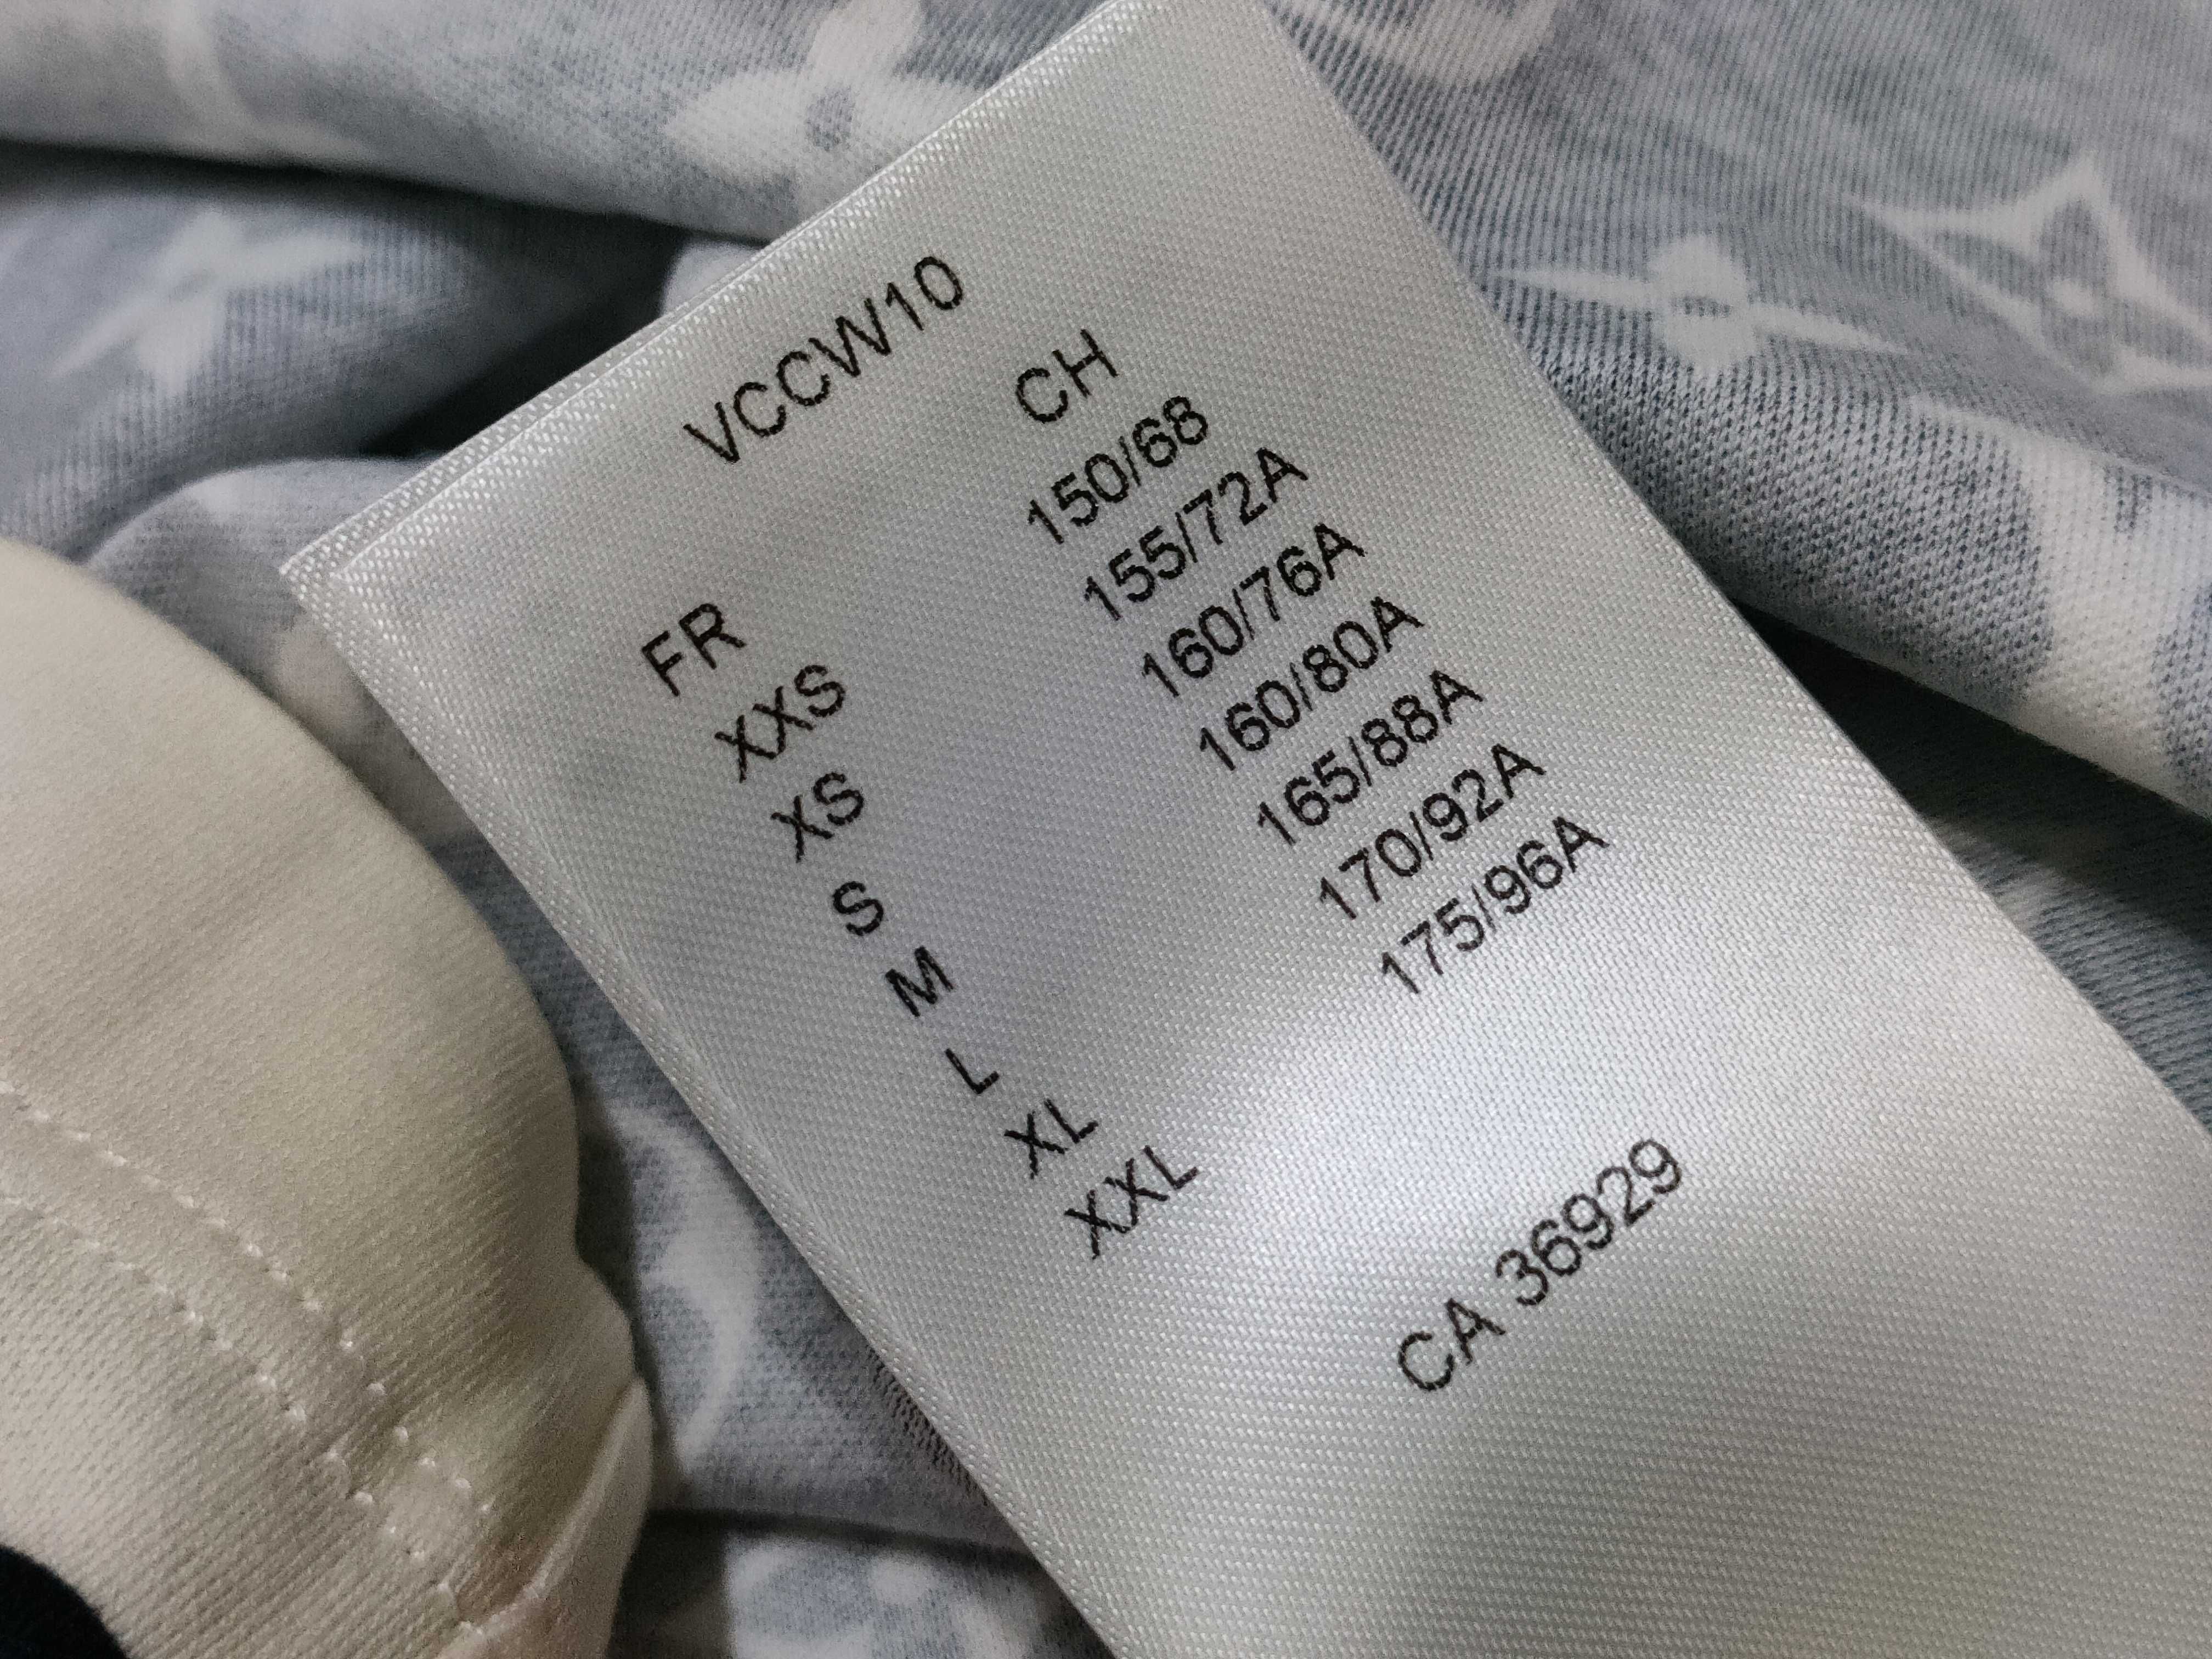 VCCW10
FR CH
XXS 150/68
XS 155/72A
S 160/76A
M 160/80A
L 165/88A
XL 170/92A
XXL 175/96A
CA 36929